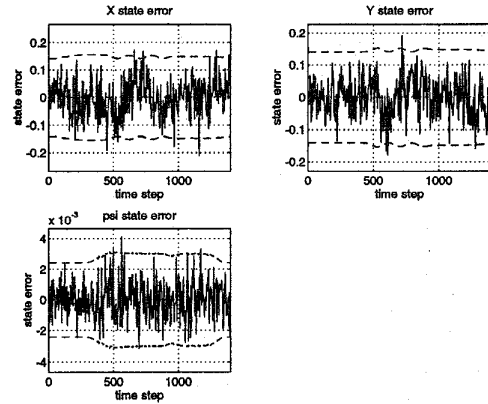 X state error
state error
0.2
0.1
0
-0.1
-0.2
0 500 1000
time step
Y state error
state error
0.2
0.1
0
-0.1
-0.2
0 500 1000
time step
x 10⁻³
psi state error
state error
4
2
0
-2
-4
0 500 1000
time step